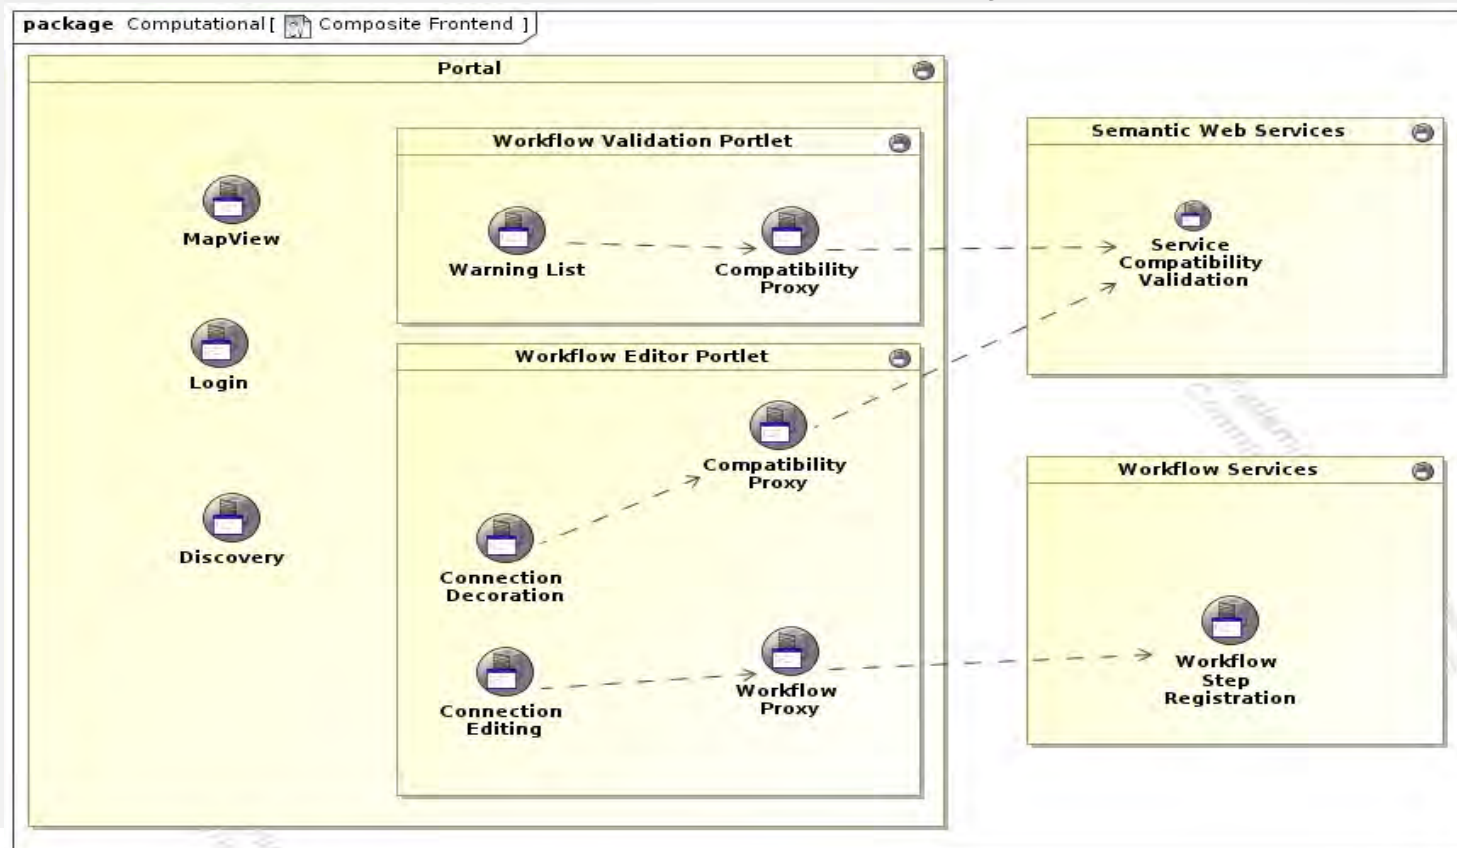 package Computational [ Composite Frontend ]
Portal
MapView
Login
Discovery
Workflow Validation Portlet
Warning List
Compatibility
Proxy
Workflow Editor Portlet
Compatibility
Proxy
Connection
Decoration
Connection
Editing
Workflow
Proxy
Semantic Web Services
Service
Compatibility
Validation
Workflow Services
Workflow
Step
Registration